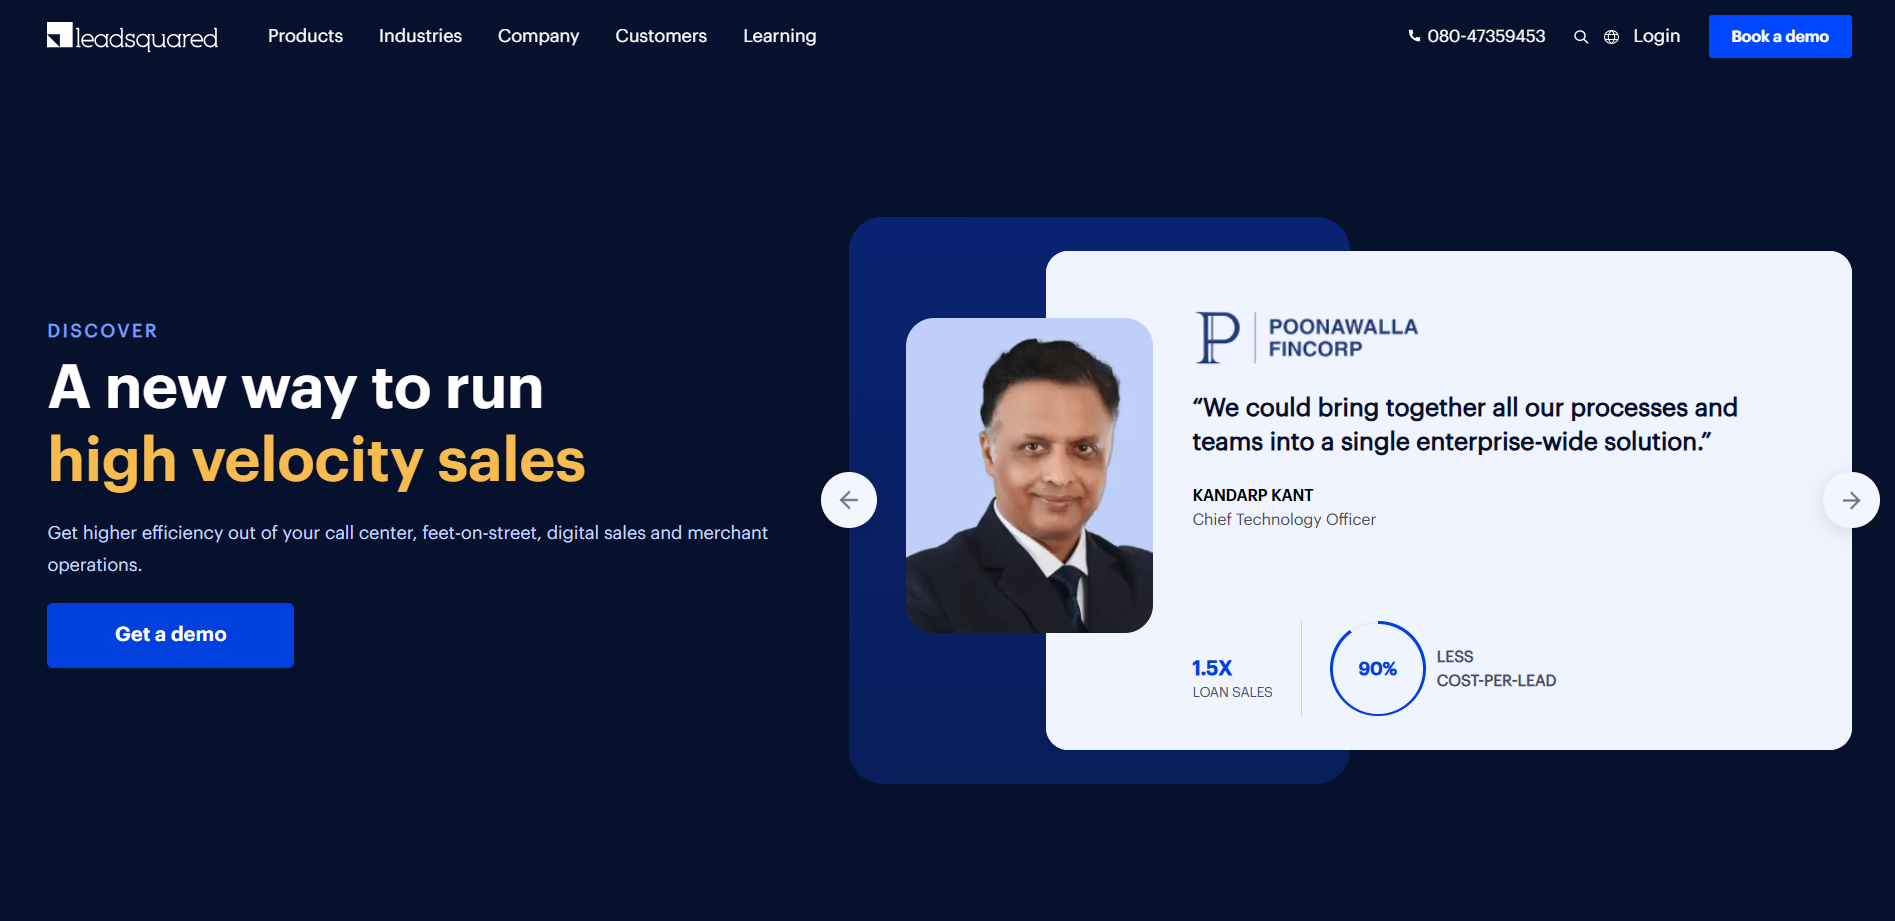 leadsquared
Products Industries Company Customers Learning
080-47359453 Login Book a demo
DISCOVER
A new way to run
high velocity sales
Get higher efficiency out of your call center, feet-on-street, digital sales and merchant
operations.
Get a demo
POONAWALLA
FINCORP
“We could bring together all our processes and
teams into a single enterprise-wide solution.”
KANDARP KANT
Chief Technology Officer
1.5X
LOAN SALES
90%
LESS
COST-PER-LEAD